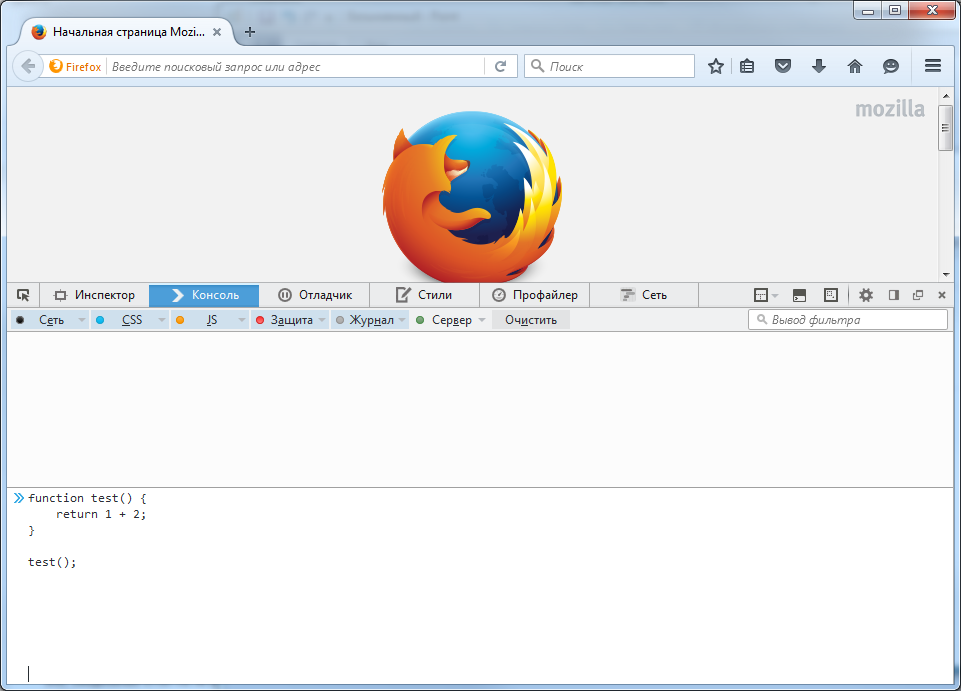 Начальная страница Mozi...
Firefox
Введите поисковый запрос или адрес
Поиск
mozilla
Инспектор
Консоль
Отладчик
Стили
Профайлер
Сеть
Сеть
CSS
JS
Защита
Журнал
Сервер
Очистить
Вывод фильтра
function test() {
    return 1 + 2;
}
test();